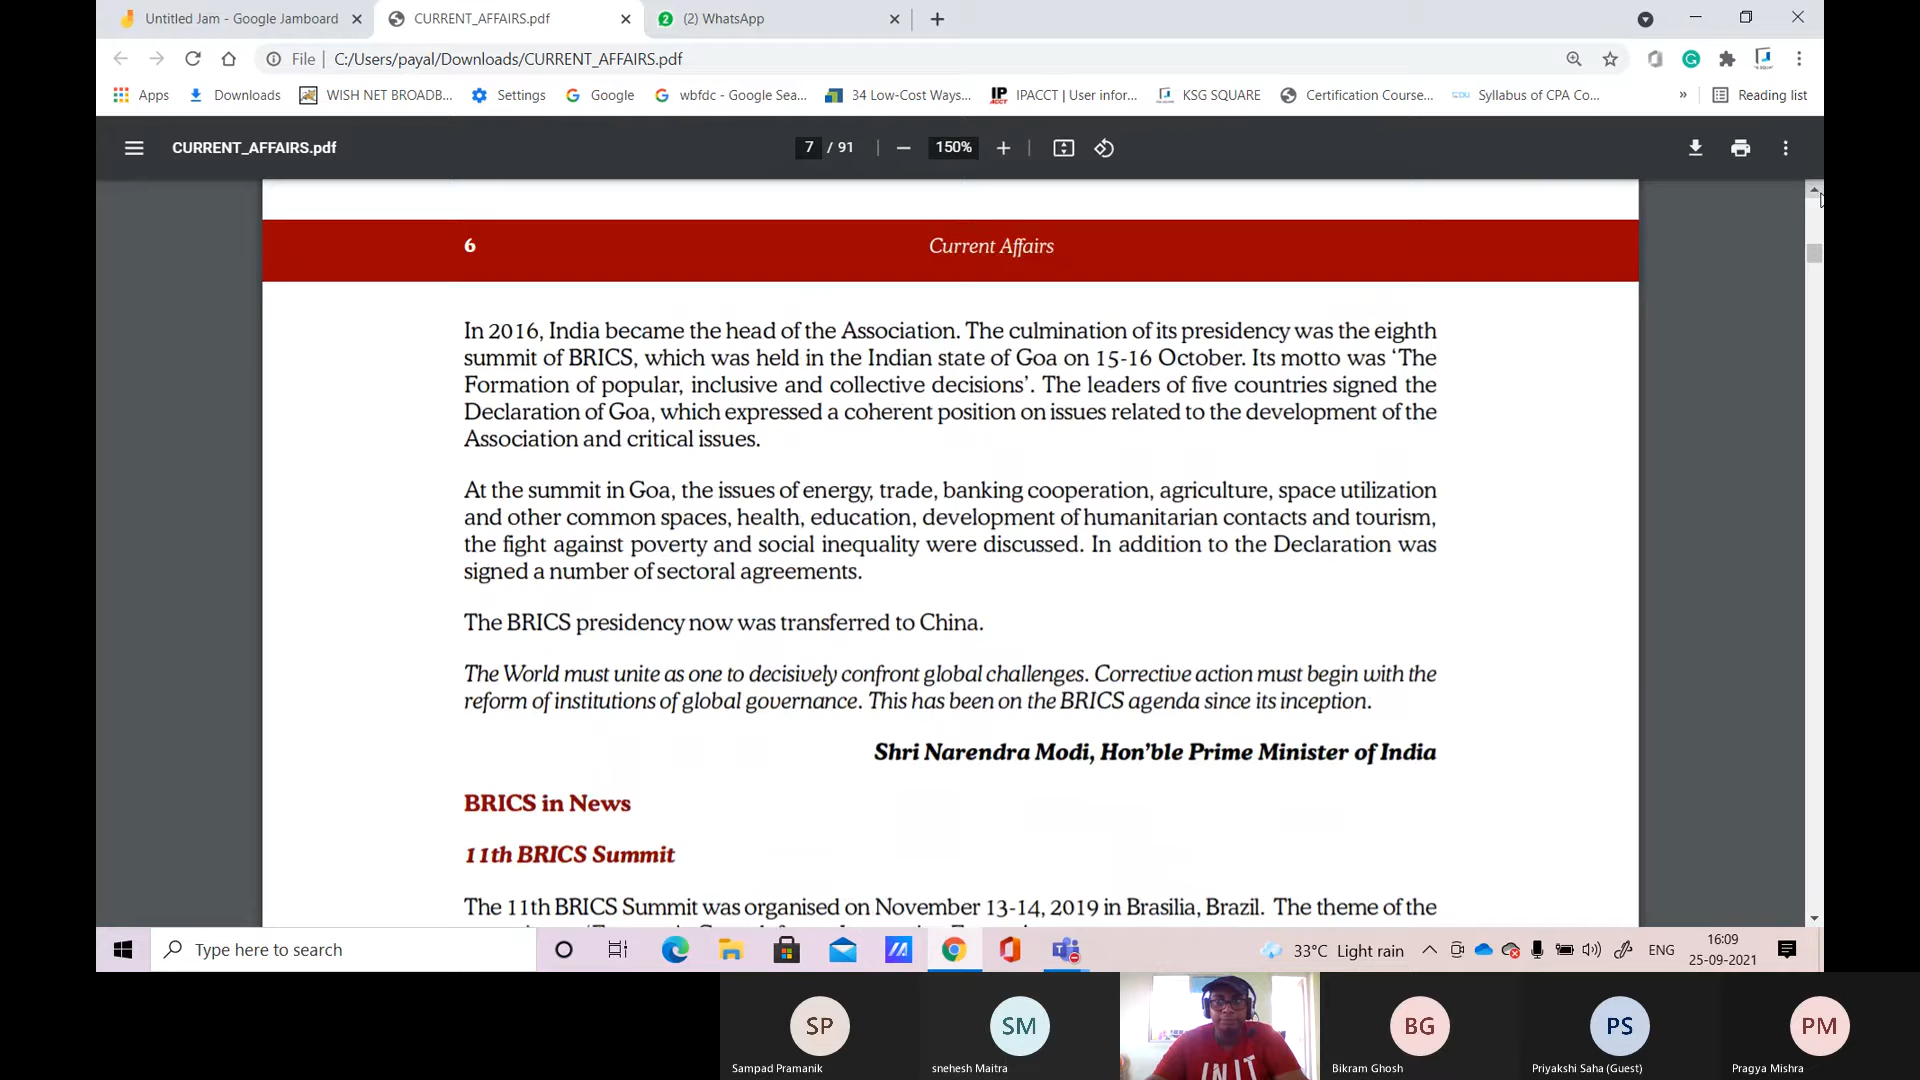 Untitled Jam - Google Jamboard
CURRENT_AFFAIRS.pdf
2
(2) WhatsApp
File
C:/Users/payal/Downloads/CURRENT_AFFAIRS.pdf
Apps
Downloads
WISH NET BROADB...
Settings
Google
wbfdc - Google Sea...
34 Low-Cost Ways...
IPACCT | User infor...
KSG SQUARE
Certification Course...
Syllabus of CPA Co...
»
Reading list
CURRENT_AFFAIRS.pdf
7 / 91
150%
6
Current Affairs
In 2016, India became the head of the Association. The culmination of its presidency was the eighth
summit of BRICS, which was held in the Indian state of Goa on 15-16 October. Its motto was ‘The
Formation of popular, inclusive and collective decisions’. The leaders of five countries signed the
Declaration of Goa, which expressed a coherent position on issues related to the development of the
Association and critical issues.
At the summit in Goa, the issues of energy, trade, banking cooperation, agriculture, space utilization
and other common spaces, health, education, development of humanitarian contacts and tourism,
the fight against poverty and social inequality were discussed. In addition to the Declaration was
signed a number of sectoral agreements.
The BRICS presidency now was transferred to China.
The World must unite as one to decisively confront global challenges. Corrective action must begin with the
reform of institutions of global governance. This has been on the BRICS agenda since its inception.
Shri Narendra Modi, Hon’ble Prime Minister of India
BRICS in News
11th BRICS Summit
The 11th BRICS Summit was organised on November 13-14, 2019 in Brasilia, Brazil. The theme of the
Type here to search
33°C Light rain
ENG
16:09
25-09-2021
SP
SM
BG
PS
PM
Sampad Pramanik
snehesh Maitra
Bikram Ghosh
Priyakshi Saha (Guest)
Pragya Mishra